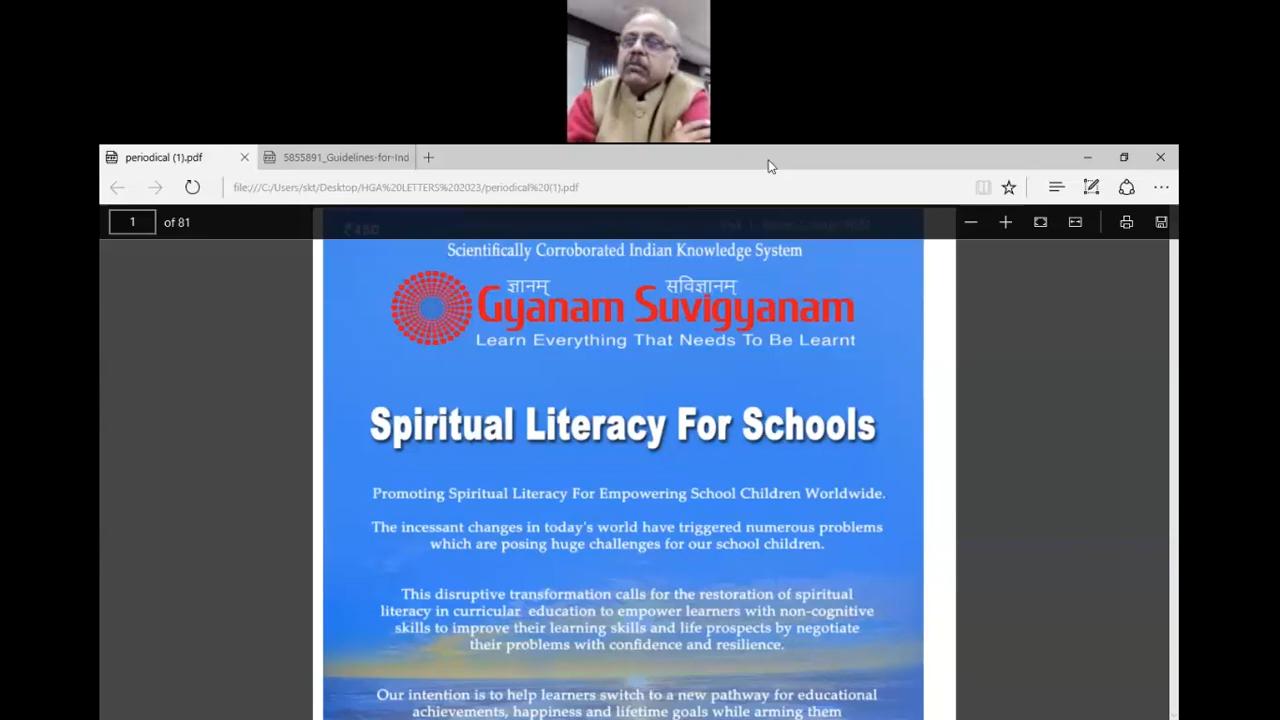 periodical (1).pdf
5855891_Guidelines-for-Ind
file:///C:/Users/skt/Desktop/HGA%20LETTERS%202023/periodical%20(1).pdf
1 of 81
Scientifically Corroborated Indian Knowledge System
ज्ञानम् सविज्ञानम्
Gyanam Suvigyanam
Learn Everything That Needs To Be Learnt
Spiritual Literacy For Schools
Promoting Spiritual Literacy For Empowering School Children Worldwide.
The incessant changes in today's world have triggered numerous problems
which are posing huge challenges for our school children.
This disruptive transformation calls for the restoration of spiritual
literacy in curricular education to empower learners with non-cognitive
skills to improve their learning skills and life prospects by negotiate
their problems with confidence and resilience.
Our intention is to help learners switch to a new pathway for educational
achievements, happiness and lifetime goals while arming them